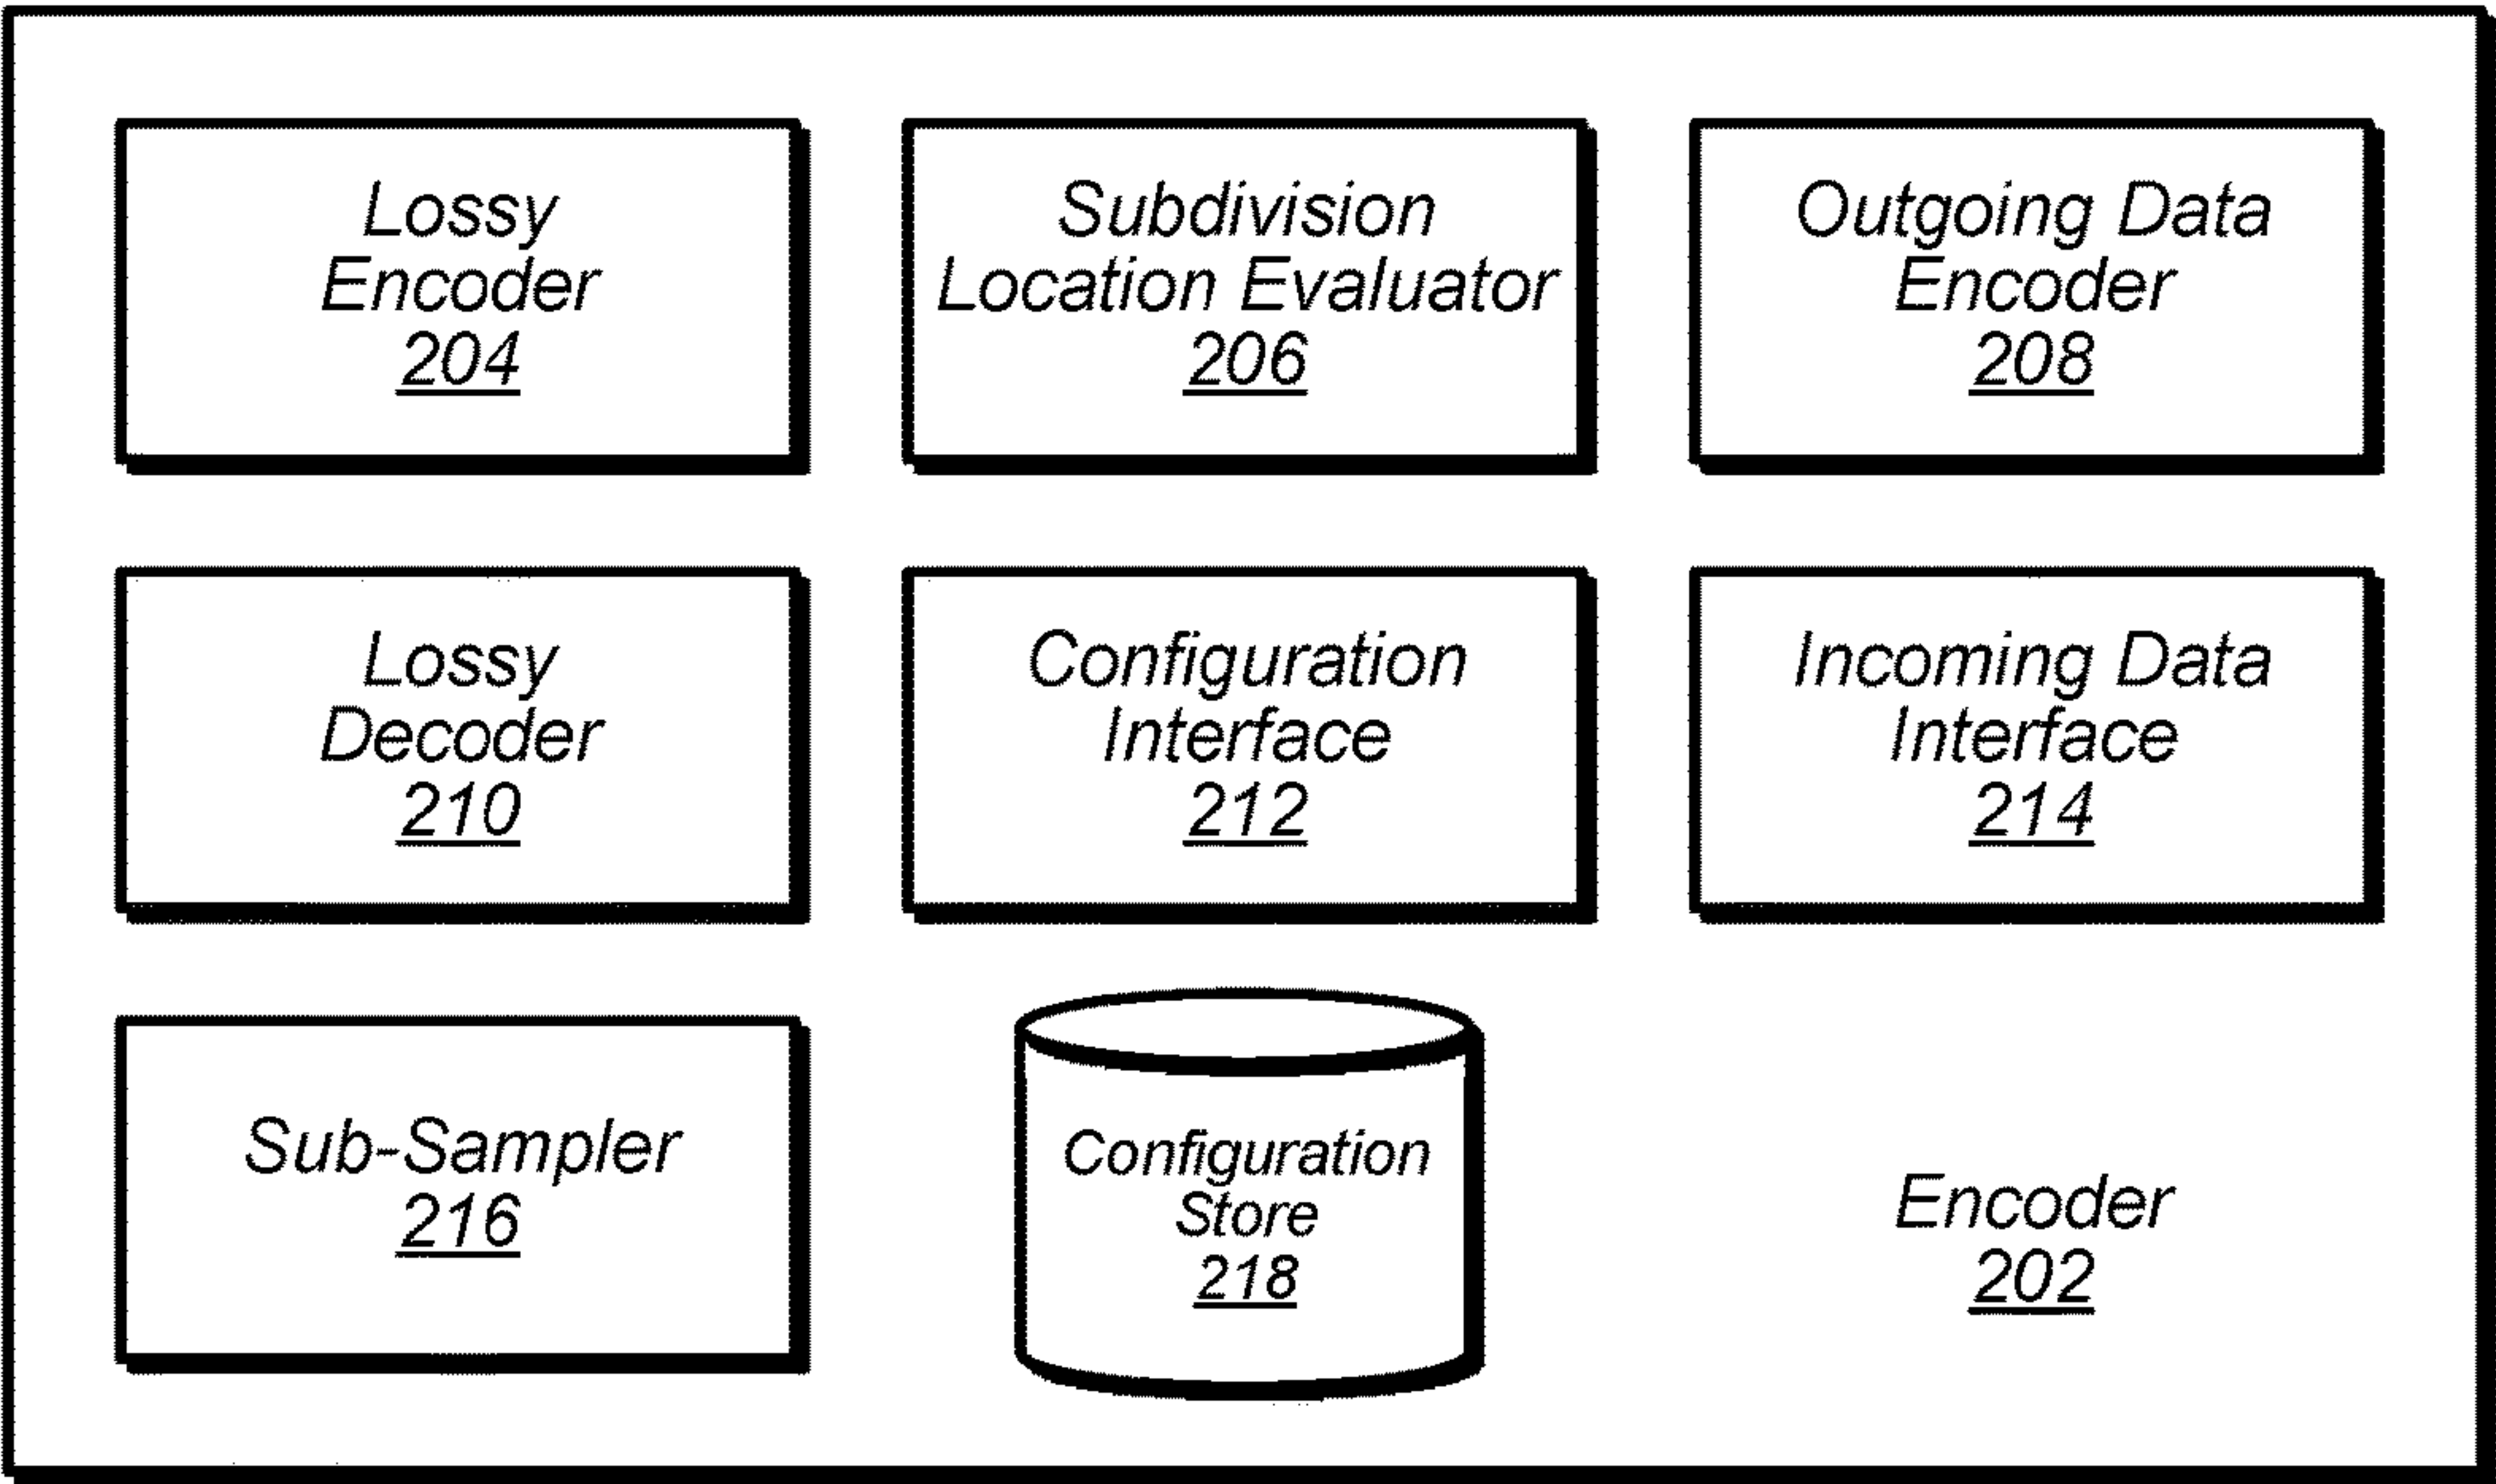 Lossy
Encoder
204
Subdivision
Location Evaluator
206
Outgoing Data
Encoder
208
Lossy
Decoder
210
Configuration
Interface
212
Incoming Data
Interface
214
Sub-Sampler
216
Configuration
Store
218
Encoder
202